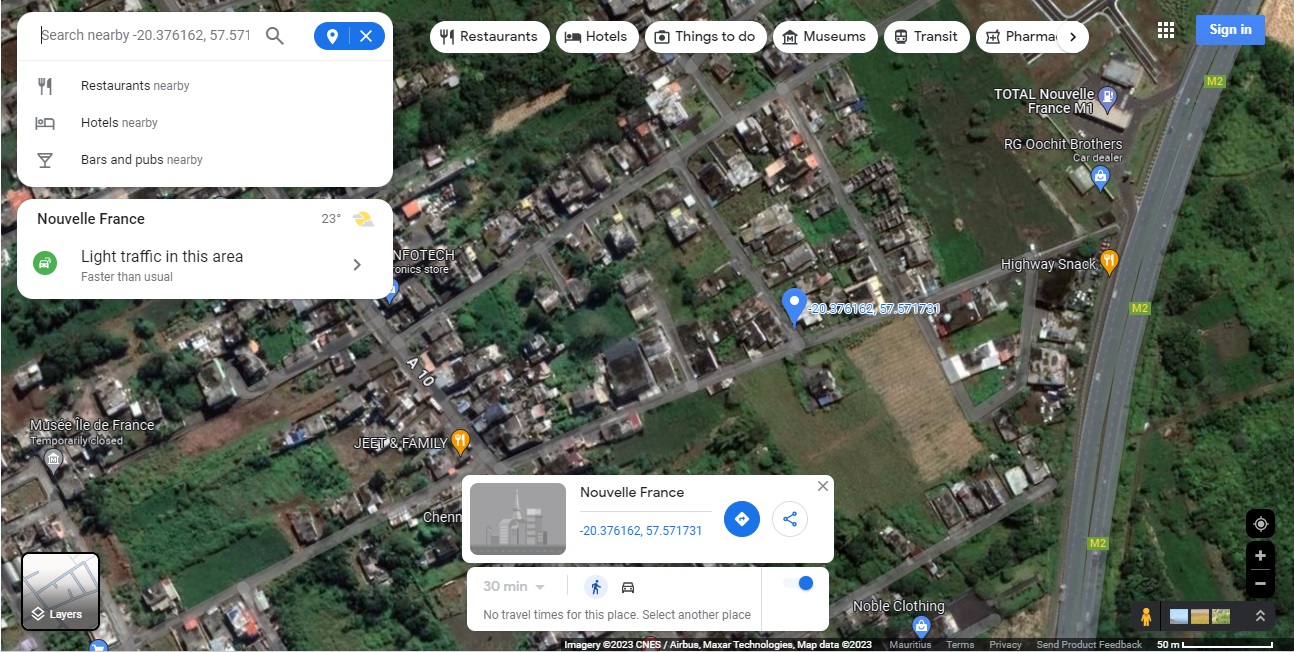 Search nearby -20.376162, 57.571
Restaurants
Hotels
Things to do
Museums
Transit
Pharma
Sign in
Restaurants nearby
Hotels nearby
Bars and pubs nearby
Nouvelle France
23°
Light traffic in this area
Faster than usual
M2
TOTAL Nouvelle
France M1
RG Oochit Brothers
Car dealer
NFOTECH
ronics store
Highway Snack
-20.376162, 57.571731
M2
A 10
Musée Île de France
Temporarily closed
JEET & FAMILY
Chenn
Nouvelle France
-20.376162, 57.571731
M2
30 min
No travel times for this place. Select another place
Noble Clothing
Layers
Imagery ©2023 CNES / Airbus, Maxar Technologies, Map data ©2023
Mauritius
Terms
Privacy
Send Product Feedback
50 m